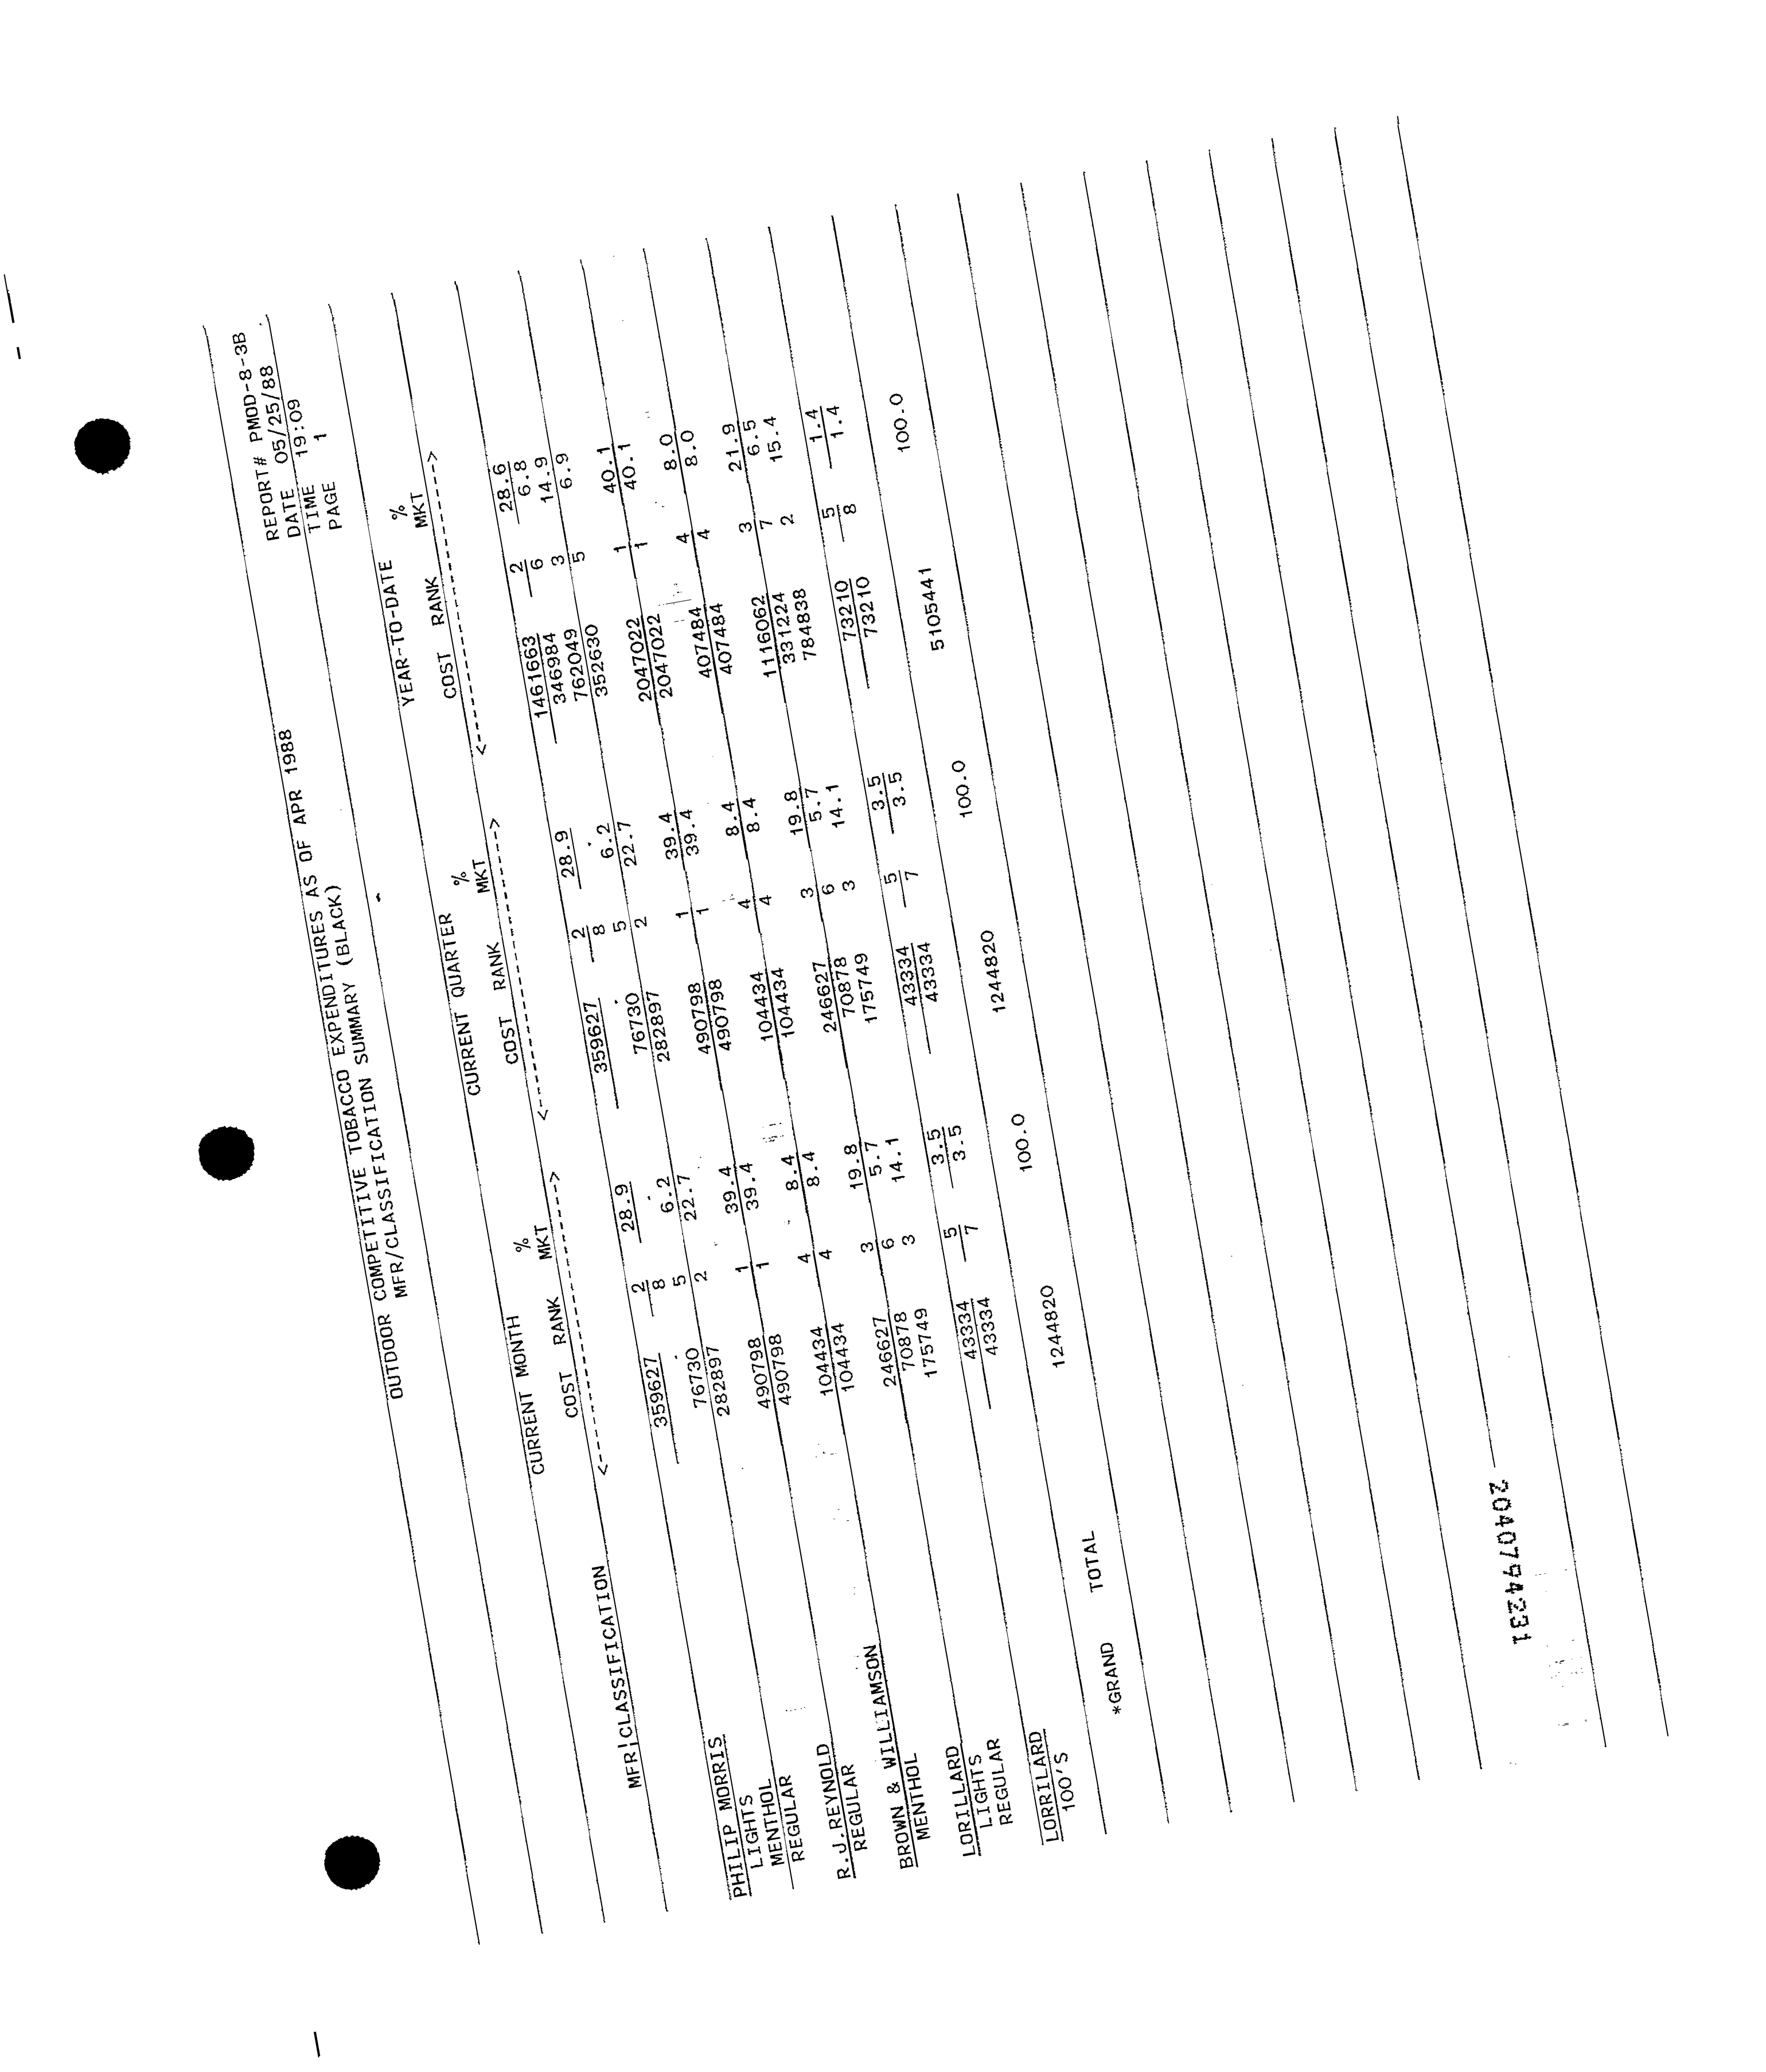 OUTDOOR COMPETITIVE TOBACCO EXPENDITURES AS OF APR 1988 REPORT# PMOD-8-3B
MFR/CLASSIFICATION SUMMARY (BLACK) DATE 05/25/88
TIME 19:09
PAGE 1
CURRENT MONTH CURRENT QUARTER YEAR-TO-DATE
% % %
COST RANK MKT COST RANK MKT COST RANK MKT
MFR¦CLASSIFICATION <--------------------------> <--------------------------> <-------------------------->
PHILIP MORRIS 359627 2 28.9 359627 2 28.9 1461663 2 28.6
LIGHTS 8 . 8 . 346984 6 6.8
MENTHOL 76730 5 6.2 76730 5 6.2 762049 3 14.9
REGULAR 282897 2 22.7 282897 2 22.7 352630 5 6.9
R.J.REYNOLD 490798 1 39.4 490798 1 39.4 2047022 1 40.1
REGULAR 490798 1 39.4 490798 1 39.4 2047022 1 40.1
BROWN & WILLIAMSON 104434 4 8.4 104434 4 8.4 407484 4 8.0
MENTHOL 104434 4 8.4 104434 4 8.4 407484 4 8.0
LORILLARD 246627 3 19.8 246627 3 19.8 1116062 3 21.9
LIGHTS 70878 6 5.7 70878 6 5.7 331224 7 6.5
REGULAR 175749 3 14.1 175749 3 14.1 784838 2 15.4
LORRILARD 43334 5 3.5 43334 5 3.5 73210 5 1.4
100'S 43334 7 3.5 43334 7 3.5 73210 8 1.4
*GRAND TOTAL 1244820 100.0 1244820 100.0 5105441 100.0
2040794231